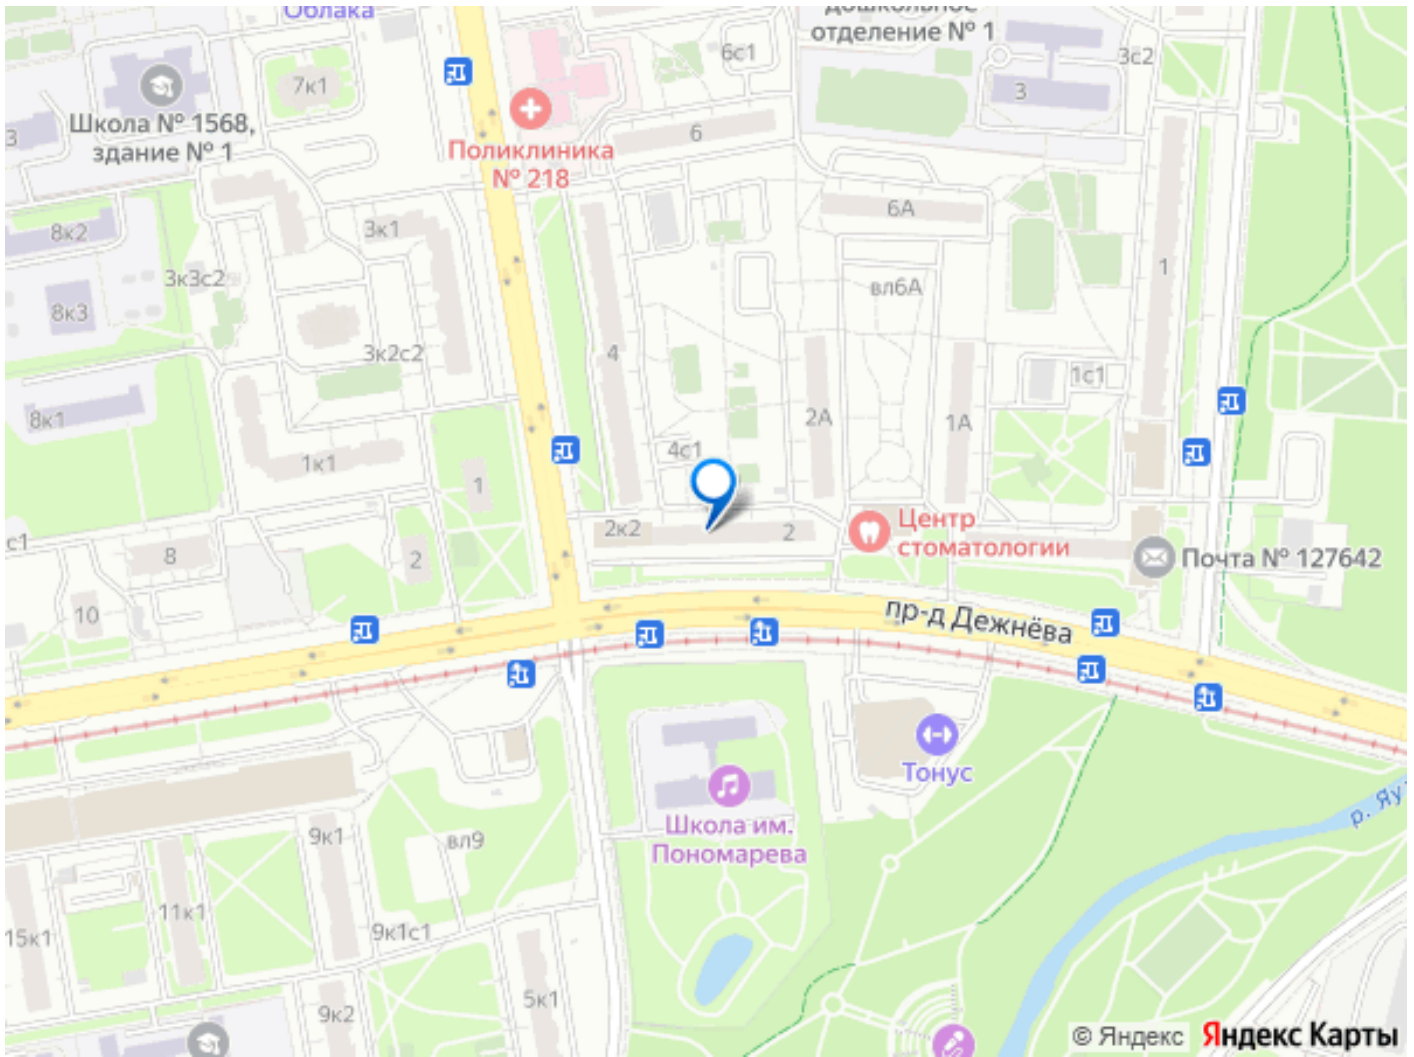 Облака
дошкольное
отделение № 1
6с1
3с2
7к1
3
Школа № 1568,
здание № 1
3
6
Поликлиника
№ 218
6А
8к2
3к1
3к3с2
1
вл6А
8к3
3к2с2
4
1с1
8к1
2А
1А
1к1
4с1
1
2к2
2
Центр
стоматологии
с1
8
2
Почта № 127642
10
пр-д Дежнёва
Тонус
р. Яу
Школа им.
Пономарева
9к1
вл9
11к1
15к1
9к1с1
5к1
9к2
© Яндекс Яндекс Карты